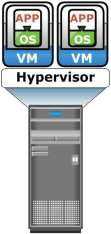 APP APP
OS OS
VM VM
Hypervisor